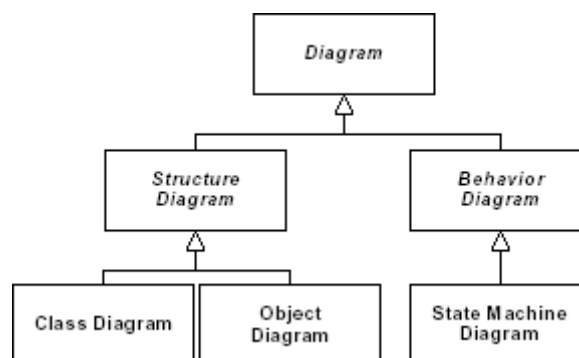 Diagram
Structure
Diagram
Behavior
Diagram
Class Diagram
Object
Diagram
State Machine
Diagram